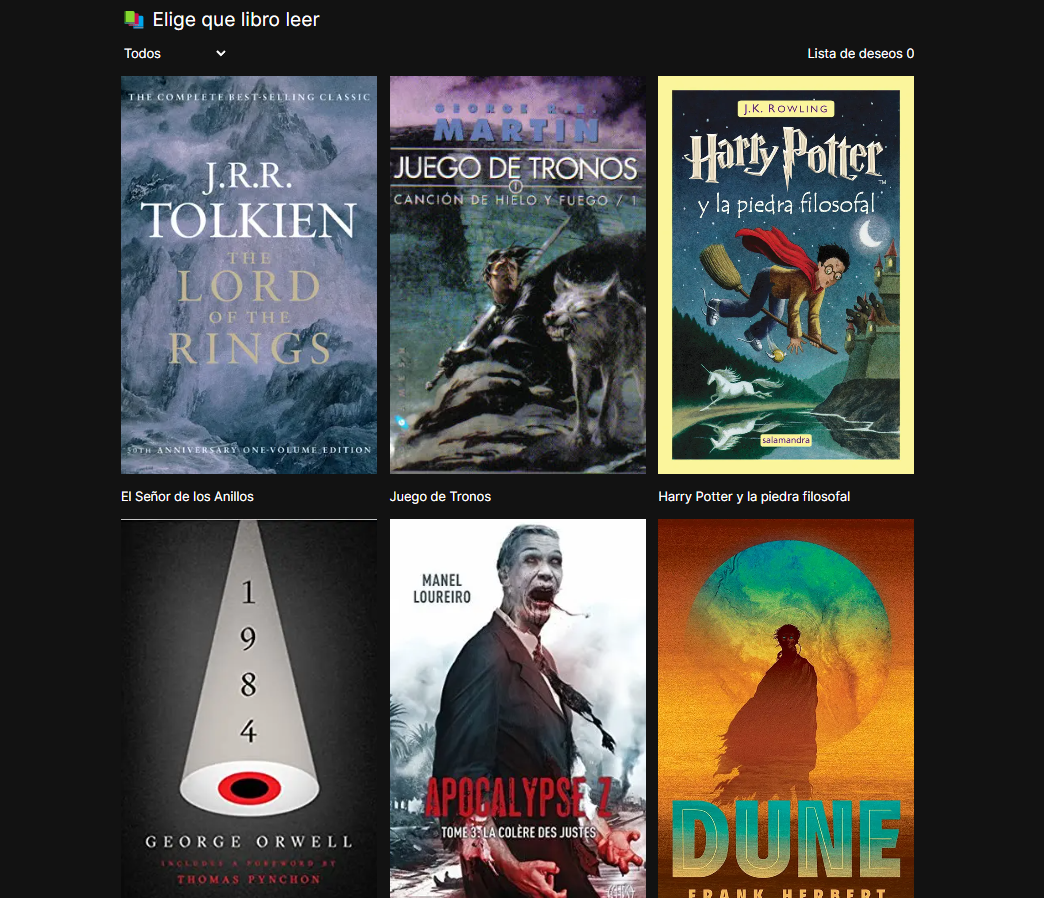 Elige que libro leer
Todos
Lista de deseos 0
THE COMPLETE BEST-SELLING CLASSIC
J.R.R.
TOLKIEN
THE
LORD
OF THE
RINGS
50TH ANNIVERSARY ONE-VOLUME EDITION
GEORGE R.R.
MARTIN
JUEGO DE TRONOS
CANCIÓN DE HIELO Y FUEGO / 1
J.K. ROWLING
Harry Potter
TM
y la piedra filosofal
salamandra
El Señor de los Anillos
Juego de Tronos
Harry Potter y la piedra filosofal
1
9
8
4
GEORGE ORWELL
INCLUDES A FOREWORD BY
THOMAS PYNCHON
MANEL
LOUREIRO
APOCALYPSE Z
TOME 3: LA COLÈRE DES JUSTES
DUNE
FRANK HERBERT